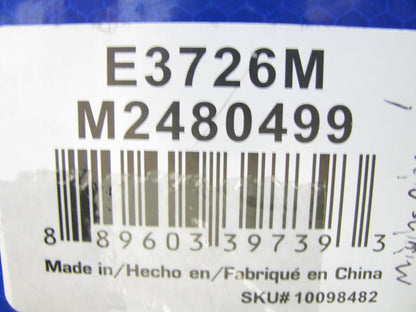 E3726M
M2480499
8 89603 39739 3
Made in/Hecho en/Fabriqué en China
SKU# 10098482